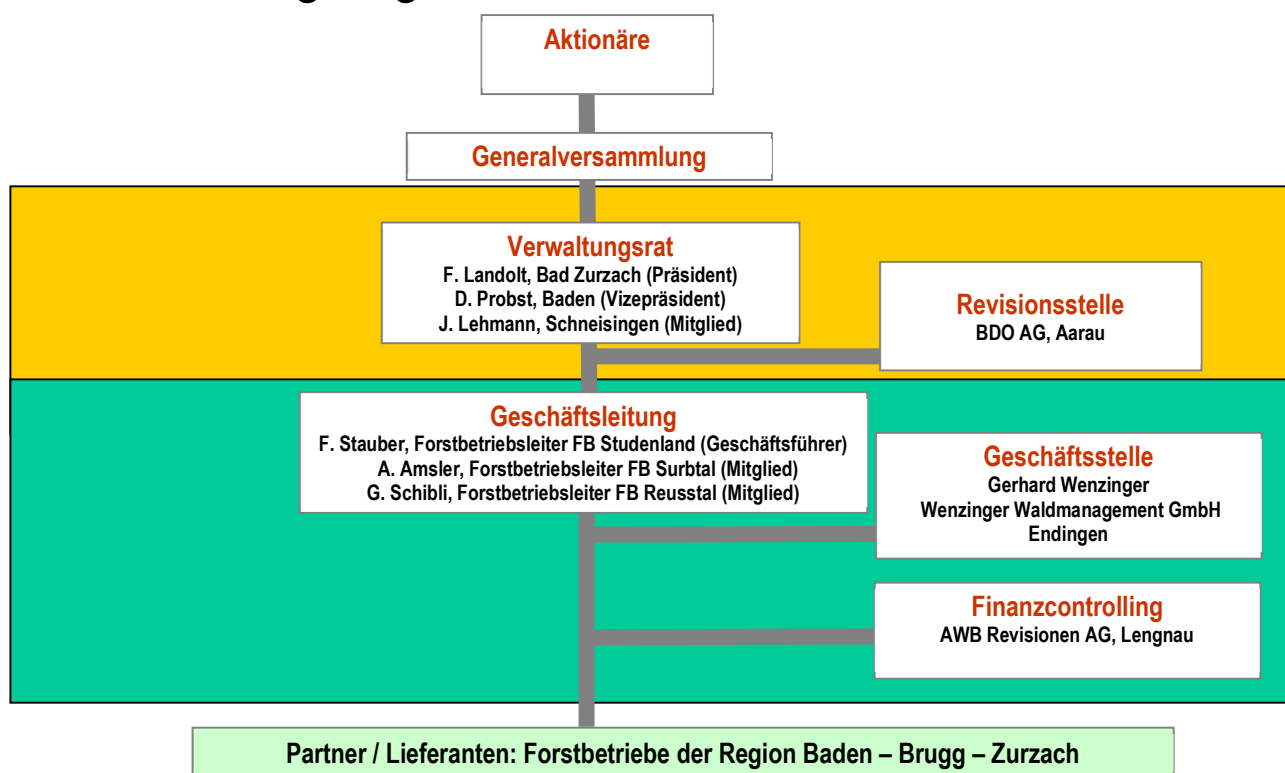 Aktionäre
Generalversammlung
Verwaltungsrat
F. Landolt, Bad Zurzach (Präsident)
D. Probst, Baden (Vizepräsident)
J. Lehmann, Schneisingen (Mitglied)
Revisionsstelle
BDO AG, Aarau
Geschäftsleitung
F. Stauber, Forstbetriebsleiter FB Studenland (Geschäftsführer)
A. Amsler, Forstbetriebsleiter FB Surbtal (Mitglied)
G. Schibli, Forstbetriebsleiter FB Reusstal (Mitglied)
Geschäftsstelle
Gerhard Wenzinger
Wenzinger Waldmanagement GmbH
Endingen
Finanzcontrolling
AWB Revisionen AG, Lengnau
Partner / Lieferanten: Forstbetriebe der Region Baden – Brugg – Zurzach